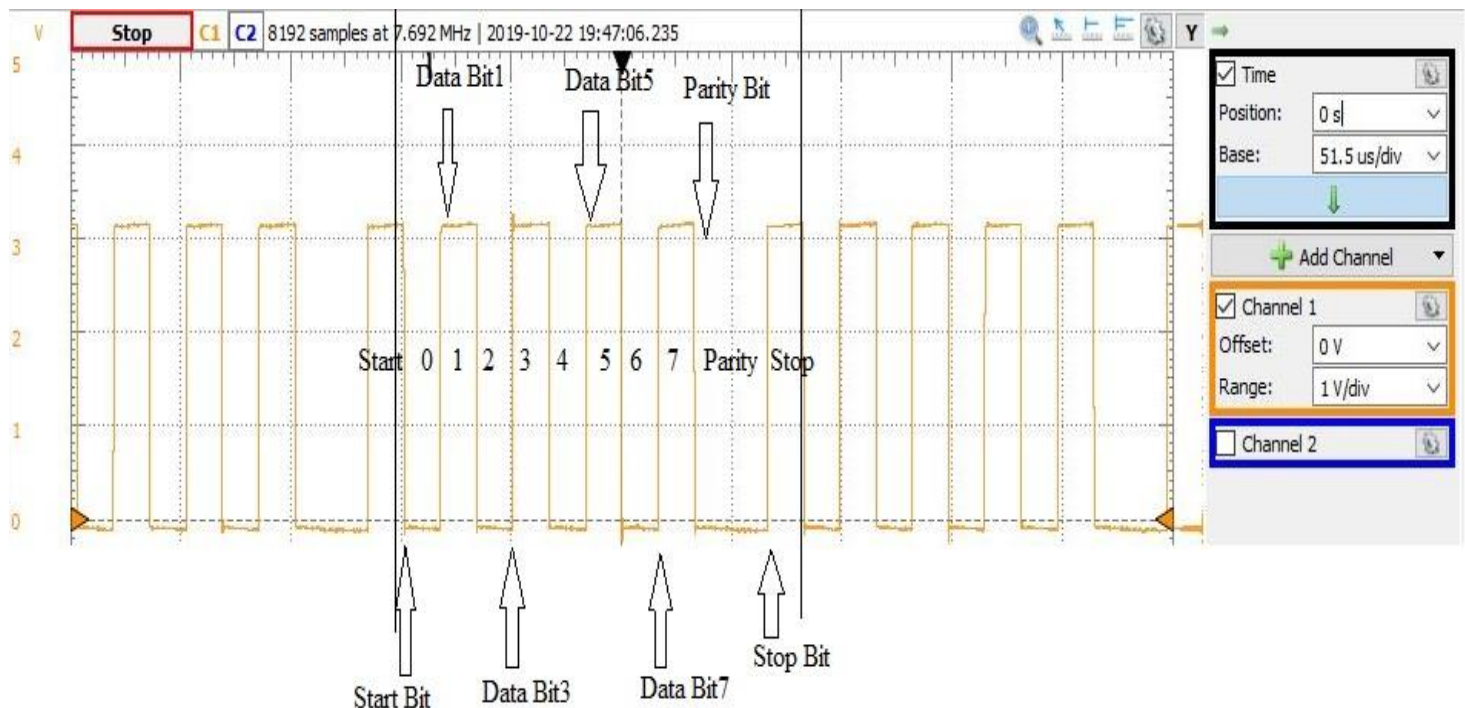 V
Stop C1 C2 8192 samples at 7.692 MHz | 2019-10-22 19:47:06.235 Y
5
4
3
2
1
0
Data Bit1
Data Bit5
Parity Bit
Start 0 1 2 3 4 5 6 7 Parity Stop
Start Bit
Data Bit3
Data Bit7
Stop Bit
Time
Position: 0 s
Base: 51.5 us/div
Add Channel
Channel 1
Offset: 0 V
Range: 1 V/div
Channel 2